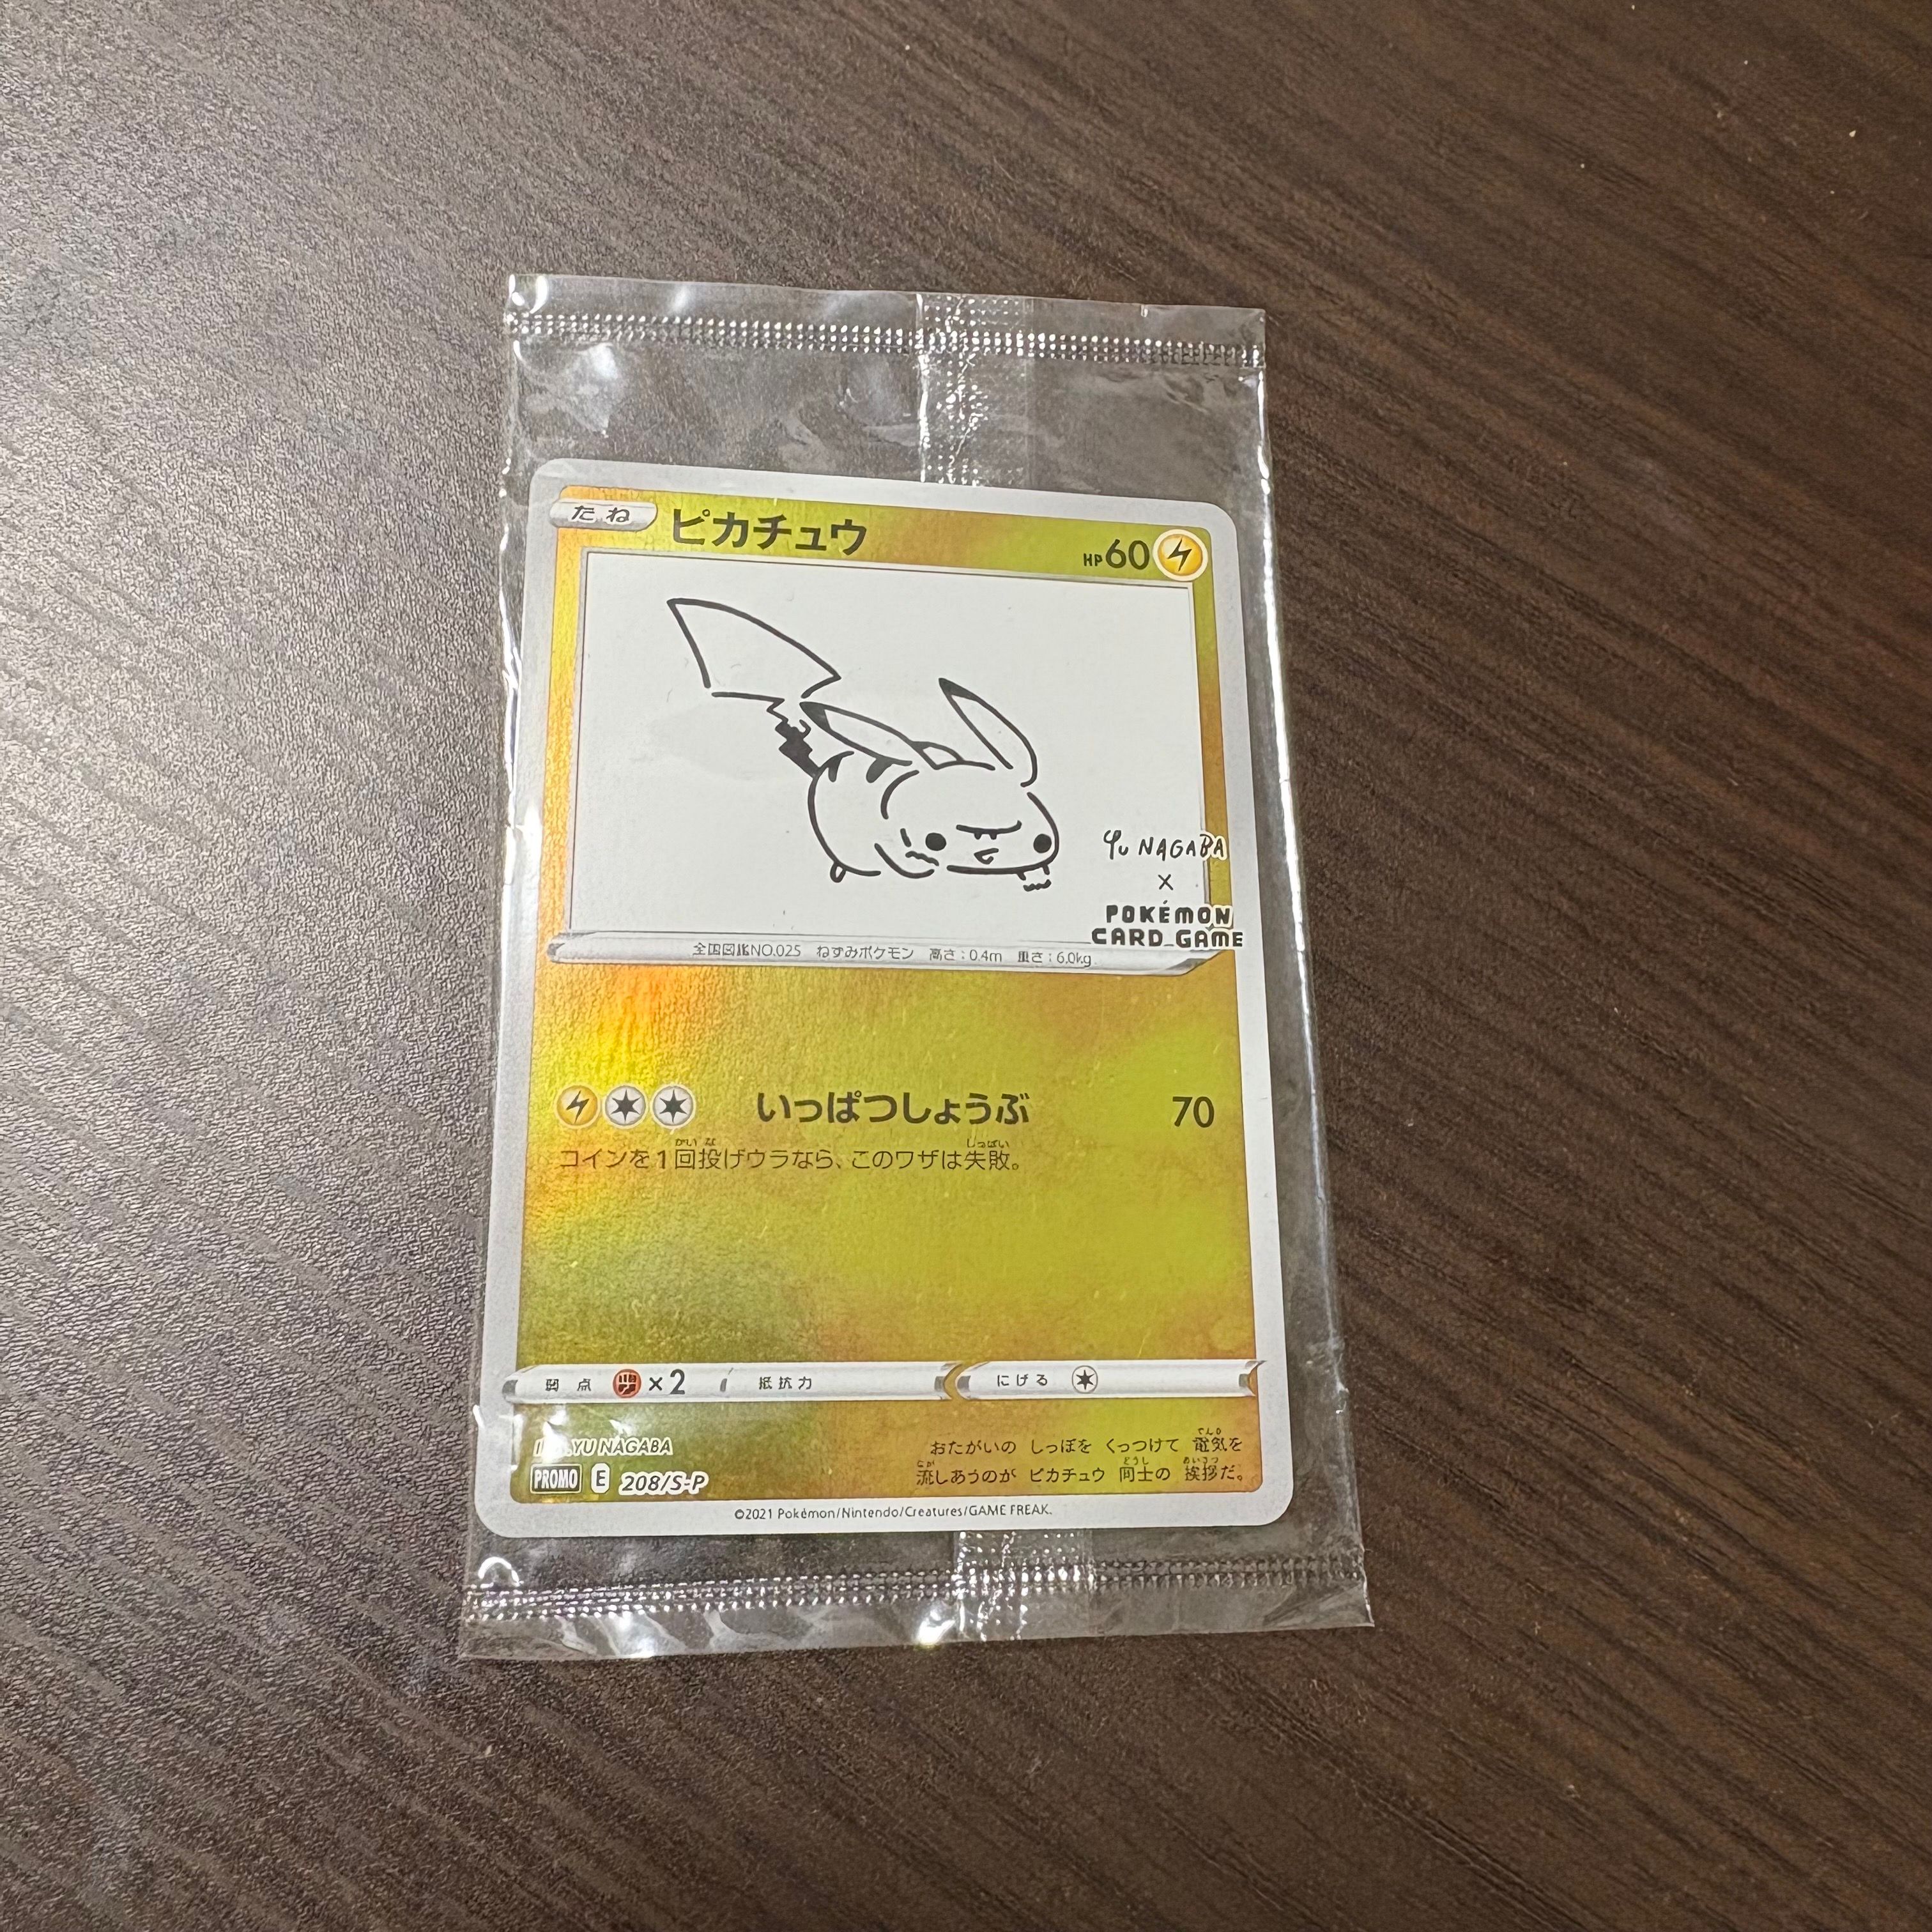 たね ピカチュウ HP60
YU NAGABA
×
POKÉMON
CARD GAME
全国図鑑NO.025 ねずみポケモン 高さ:0.4m 重さ:6.0kg
いっぱつしょうぶ 70
コインを1回投げウラなら、このワザは失敗。
弱点 ×2 抵抗力 にげる
YU NAGABA
PROMO E 208/S-P
おたがいの しっぽを くっつけて 電気を
流しあうのが ピカチュウ 同士の 挨拶だ。
©2021 Pokémon/Nintendo/Creatures/GAME FREAK.